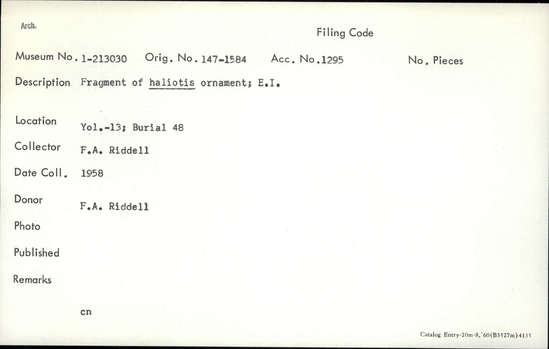 Arch.
Filing Code
Museum No. 1-213030 Orig. No. 147-1584 Acc. No. 1295 No. Pieces
Description Fragment of haliotis ornament; E.I.
Location Yol.-13; Burial 48
Collector F.A. Riddell
Date Coll. 1958
Donor F.A. Riddell
Photo
Published
Remarks
cn
Catalog Entry-20m-8,'60(B3127s)4131